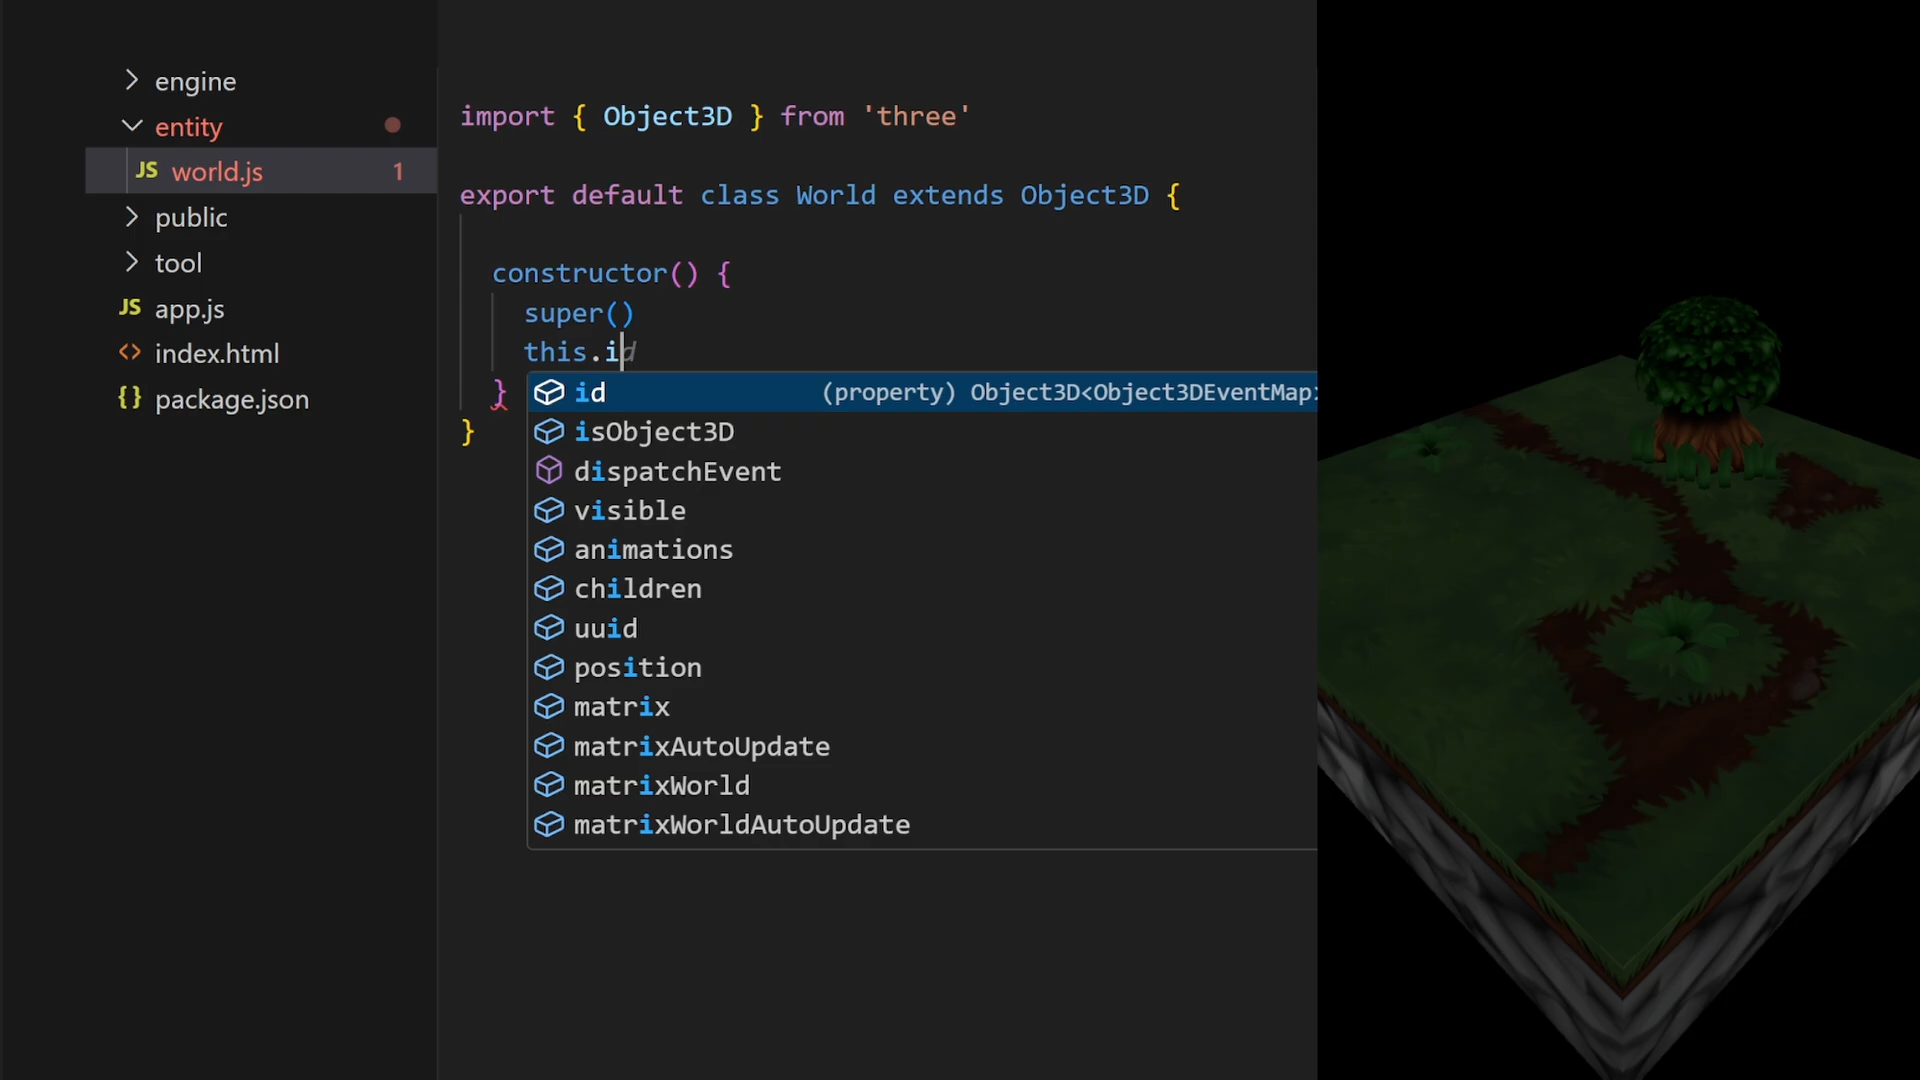 engine
entity
JS world.js 1
public
tool
JS app.js
<> index.html
{} package.json
import { Object3D } from 'three'
export default class World extends Object3D {
constructor() {
super()
this.id
}
}
id (property) Object3D<Object3DEventMap>
isObject3D
dispatchEvent
visible
animations
children
uuid
position
matrix
matrixAutoUpdate
matrixWorld
matrixWorldAutoUpdate